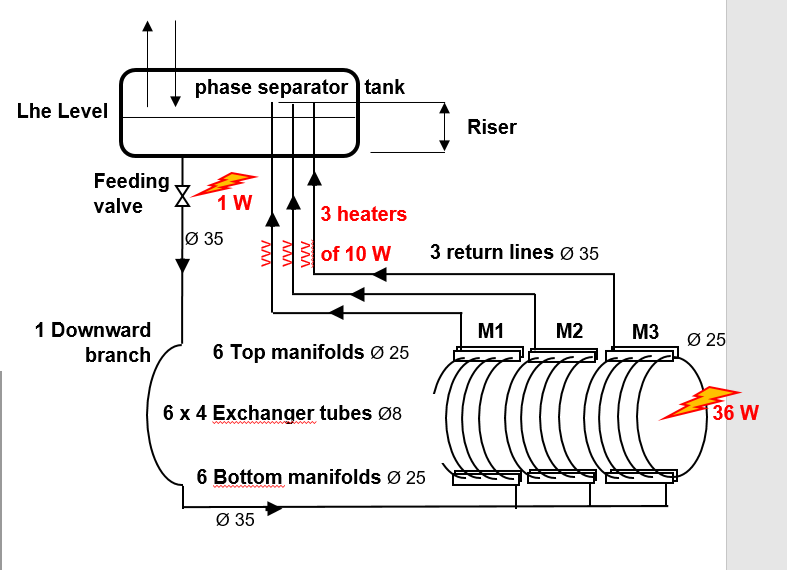 phase separator tank
Lhe Level
Riser
Feeding
valve
1 W
3 heaters
of 10 W
Ø 35
3 return lines Ø 35
1 Downward
branch
M1
M2
M3
Ø 25
6 Top manifolds Ø 25
6 x 4 Exchanger tubes Ø8
36 W
6 Bottom manifolds Ø 25
Ø 35